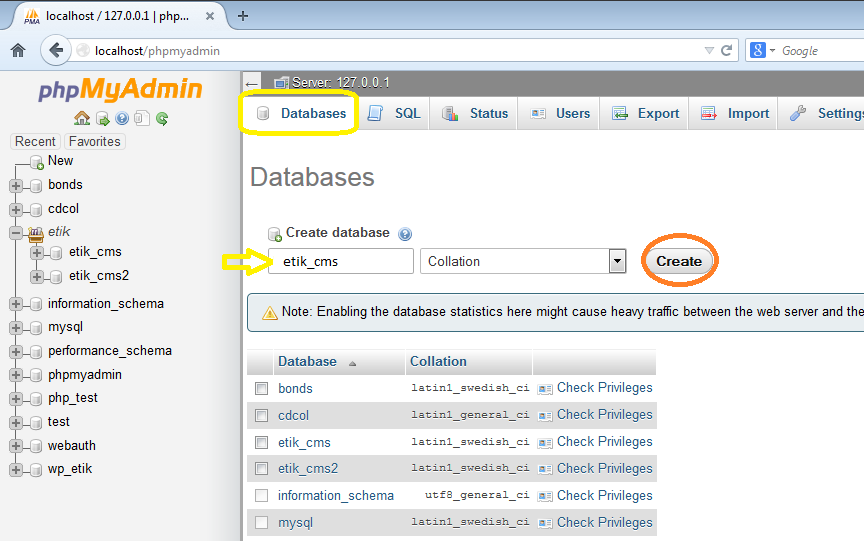 localhost / 127.0.0.1 | php...
localhost/phpmyadmin
Google
phpMyAdmin
Recent Favorites
New
bonds
cdcol
etik
etik_cms
etik_cms2
information_schema
mysql
performance_schema
phpmyadmin
php_test
test
webauth
wp_etik
Server: 127.0.0.1
Databases SQL Status Users Export Import Settings
Databases
Create database
etik_cms Collation Create
Note: Enabling the database statistics here might cause heavy traffic between the web server and the
Database Collation
bonds latin1_swedish_ci Check Privileges
cdcol latin1_general_ci Check Privileges
etik_cms latin1_swedish_ci Check Privileges
etik_cms2 latin1_swedish_ci Check Privileges
information_schema utf8_general_ci Check Privileges
mysql latin1_swedish_ci Check Privileges